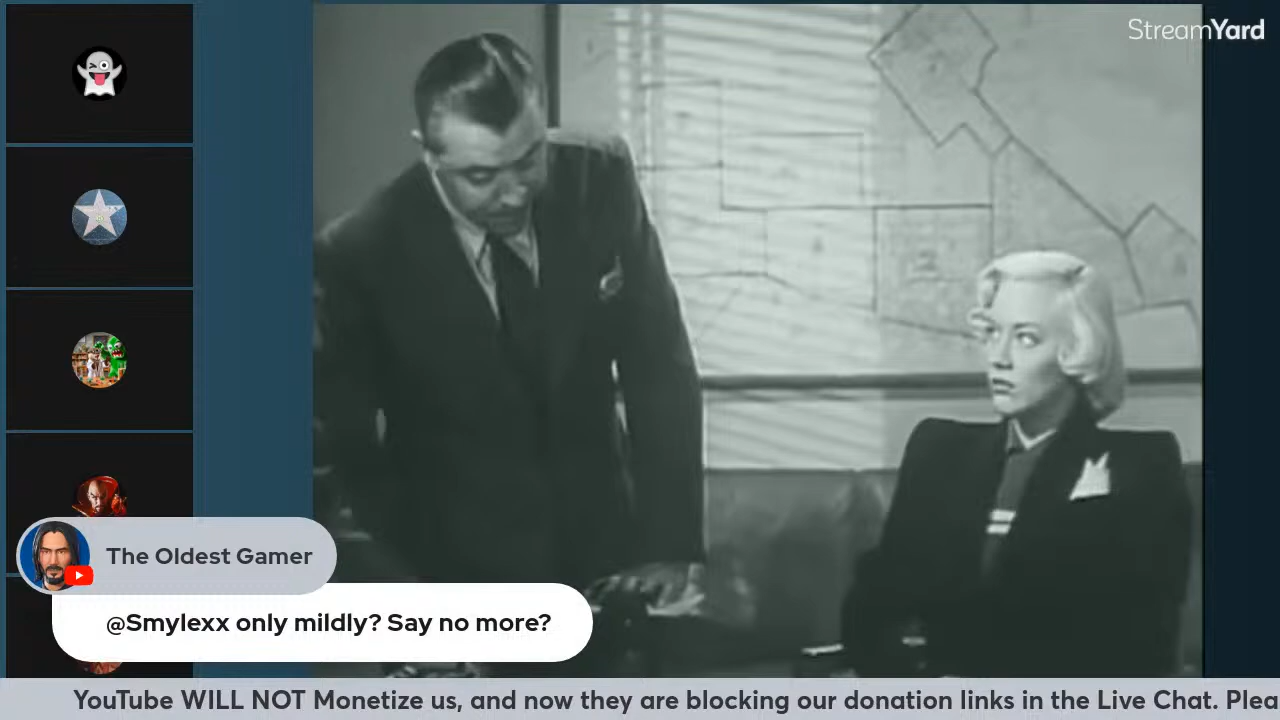 StreamYard
The Oldest Gamer
@Smylexx only mildly? Say no more?
YouTube WILL NOT Monetize us, and now they are blocking our donation links in the Live Chat. Plea